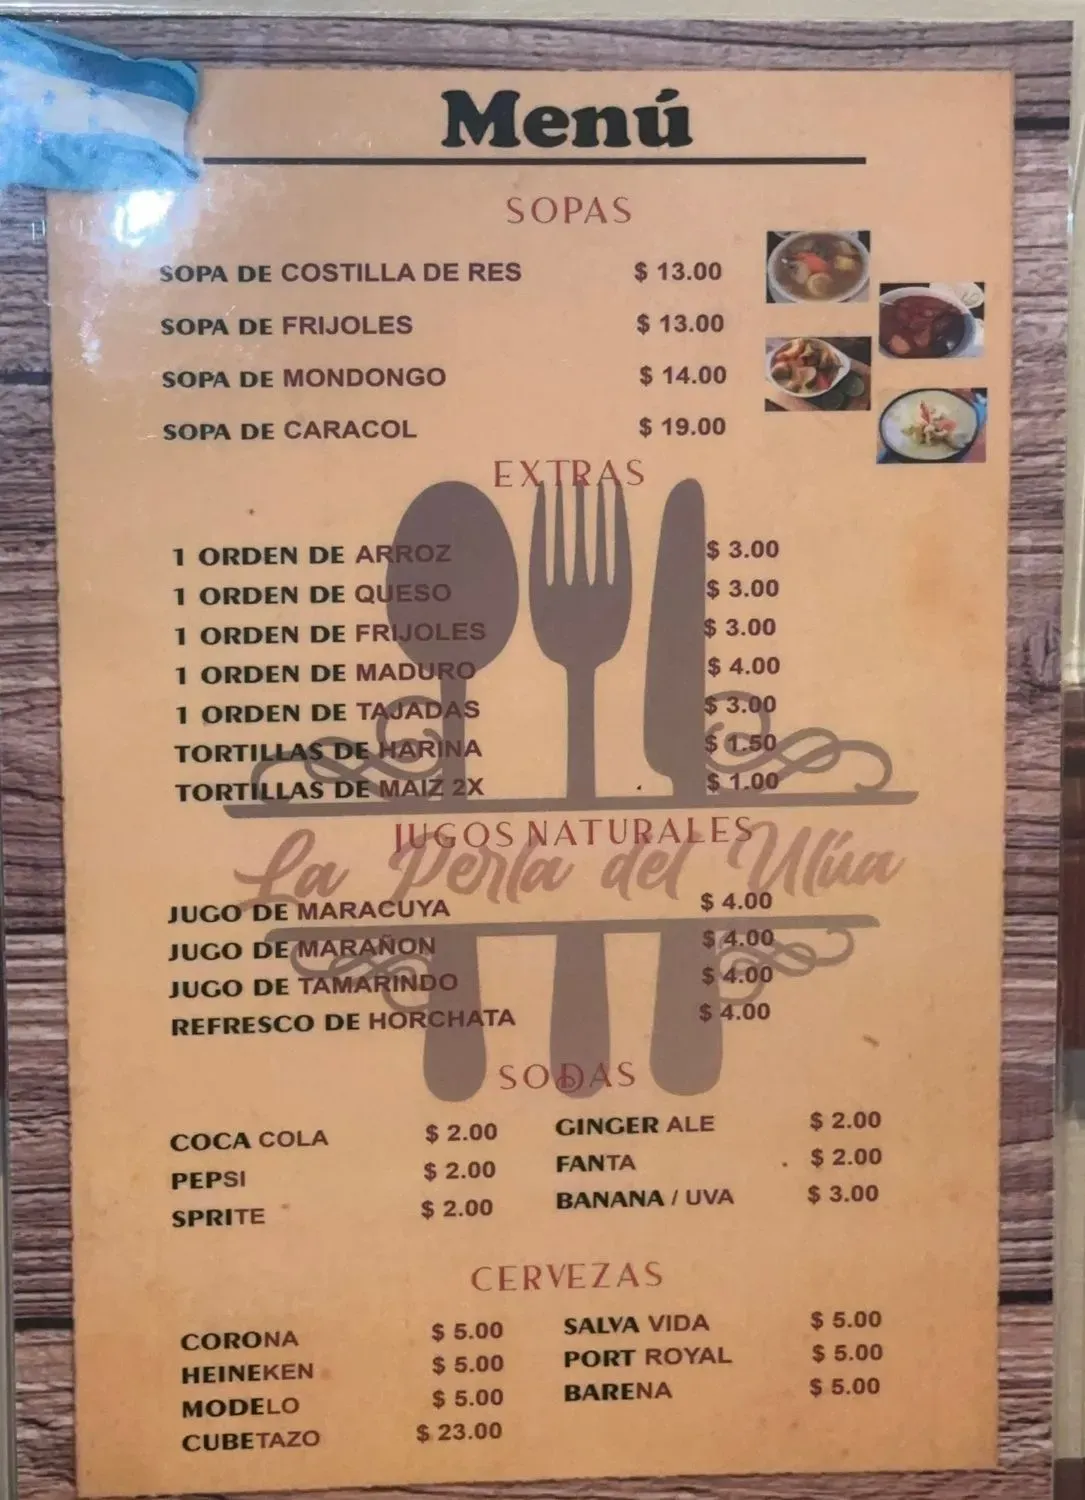 Menú
SOPAS
SOPA DE COSTILLA DE RES $ 13.00
SOPA DE FRIJOLES $ 13.00
SOPA DE MONDONGO $ 14.00
SOPA DE CARACOL $ 19.00
EXTRAS
1 ORDEN DE ARROZ $ 3.00
1 ORDEN DE QUESO $ 3.00
1 ORDEN DE FRIJOLES $ 3.00
1 ORDEN DE MADURO $ 4.00
1 ORDEN DE TAJADAS $ 3.00
TORTILLAS DE HARINA $ 1.50
TORTILLAS DE MAIZ 2X $ 1.00
JUGOS NATURALES
La Perla del Ulúa
JUGO DE MARACUYA $ 4.00
JUGO DE MARAÑON $ 4.00
JUGO DE TAMARINDO $ 4.00
REFRESCO DE HORCHATA $ 4.00
SODAS
COCA COLA $ 2.00
PEPSI $ 2.00
SPRITE $ 2.00
GINGER ALE $ 2.00
FANTA $ 2.00
BANANA / UVA $ 3.00
CERVEZAS
CORONA $ 5.00
HEINEKEN $ 5.00
MODELO $ 5.00
CUBETAZO $ 23.00
SALVA VIDA $ 5.00
PORT ROYAL $ 5.00
BARENA $ 5.00